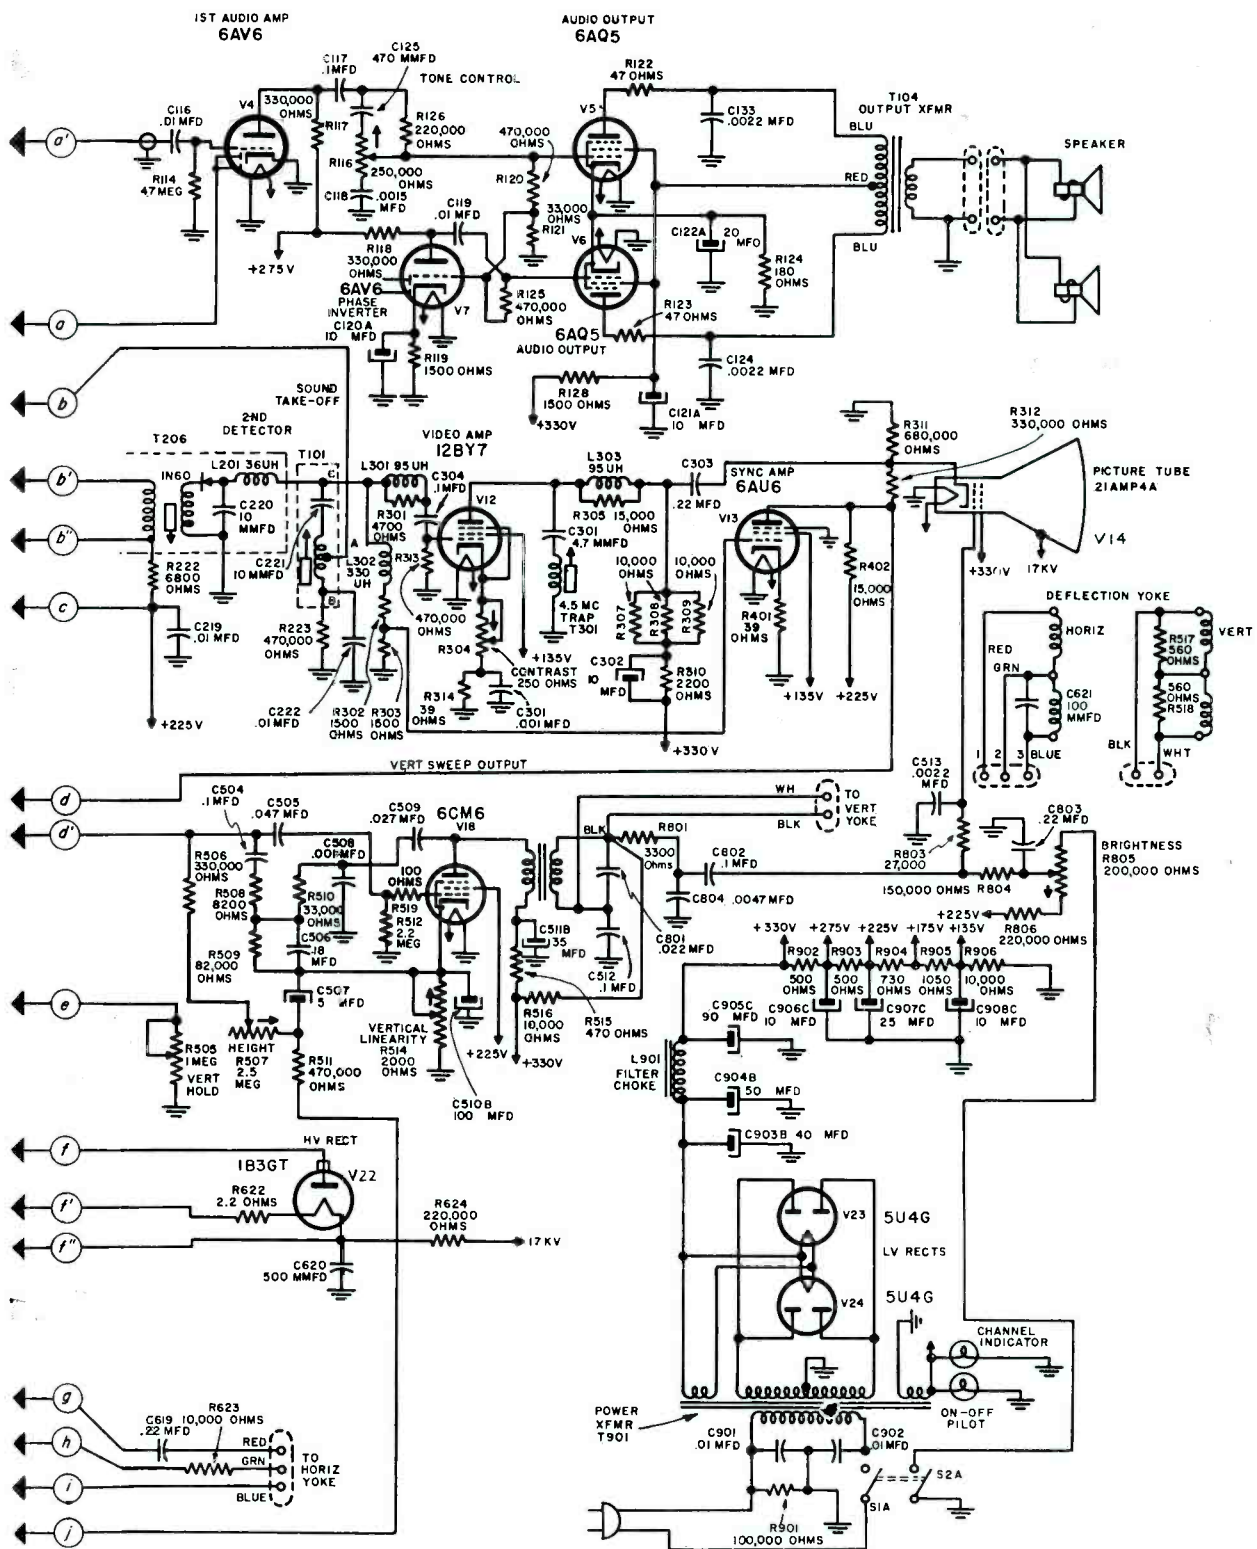 1ST AUDIO AMP
6AV6
AUDIO OUTPUT
6AQ5
C125
470 MMFD
C117
.1MFD
TONE CONTROL
R122
47 OHMS
T104
OUTPUT XFMR
C116
.01 MFD
V4
330,000
OHMS
R117
R126
220,000
OHMS
470,000
OHMS
V5
C133
.0022 MFD
BLU
a'
R114
4.7 MEG
R116
250,000
OHMS
C118
.0015
MFD
R120
RED
SPEAKER
33,000
OHMS
R121
C119
.01 MFD
V6
C122A
20
MFD
BLU
+275V
R118
330,000
OHMS
6AV6
PHASE
INVERTER
C120A
10 MFD
V7
R125
470,000
OHMS
R124
180
OHMS
R123
47 OHMS
a
6AQ5
AUDIO OUTPUT
R119
1500 OHMS
C124
.0022 MFD
b
SOUND
TAKE-OFF
R128
1500 OHMS
+330V
C121A
10 MFD
2ND
DETECTOR
T206
VIDEO AMP
12BY7
R311
680,000
OHMS
R312
330,000 OHMS
L201 36UH
T101
C
L301 95UH
C304
.1MFD
L303
95UH
C303
.22 MFD
SYNC AMP
6AU6
b'
IN60
C220
10
MMFD
R301
4700
OHMS
V12
R305 15,000
OHMS
V13
PICTURE TUBE
21AMP4A
b"
C301
4.7 MMFD
V14
R222
6800
OHMS
C221
10 MMFD
A
L302
330
UH
R313
10,000
OHMS
10,000
OHMS
R402
15,000
OHMS
+330V
17KV
c
C219
.01 MFD
R223
470,000
OHMS
B
470,000
OHMS
4.5 MC
TRAP
T301
R307
R308
R309
R401
39
OHMS
DEFLECTION YOKE
HORIZ
VERT
RED
GRN
R517
560
OHMS
R304
CONTRAST
250 OHMS
+135V
C302
10
MFD
R310
2200
OHMS
560
OHMS
R518
C621
100
MMFD
+225V
C222
.01 MFD
R302
1500
OHMS
R303
1500
OHMS
R314
39
OHMS
C301
.001 MFD
+135V
+225V
+330V
BLUE
BLK
WHT
1
2
3
VERT SWEEP OUTPUT
C513
.0022
MFD
d
C504
.1 MFD
C505
.047 MFD
C509
.027 MFD
6CM6
V18
WH
BLK
TO
VERT
YOKE
C803
.22 MFD
d'
C508
.001MFD
BLK
R801
3300
Ohms
C802
.1 MFD
R803
27,000
BRIGHTNESS
R805
200,000 OHMS
R506
330,000
OHMS
R508
8200
OHMS
R510
33,000
OHMS
100
OHMS
R519
R512
2.2
MEG
C804 .0047 MFD
150,000 OHMS
R804
+225V
R806
220,000 OHMS
R509
82,000
OHMS
C506
.18
MFD
C511B
35
MFD
C801
.022 MFD
+330V
+275V
+225V
+175V
+135V
R902
500
OHMS
R903
500
OHMS
R904
730
OHMS
R905
1050
OHMS
R906
10,000
OHMS
C512
.1 MFD
C507
5 MFD
e
R505
1 MEG
VERT
HOLD
HEIGHT
R507
2.5
MEG
R511
470,000
OHMS
VERTICAL
LINEARITY
R514
2000
OHMS
+225V
R516
10,000
OHMS
R515
470 OHMS
+330V
C905C
90 MFD
C906C
10
MFD
C907C
25 MFD
C908C
10 MFD
L901
FILTER
CHOKE
C904B
50 MFD
C510B
100 MFD
C903B 40 MFD
f
HV RECT
1B3GT
V22
f'
R622
2.2 OHMS
R624
220,000
OHMS
V23
5U4G
f"
17KV
LV RECTS
C620
500 MMFD
V24
5U4G
CHANNEL
INDICATOR
g
C619
.22 MFD
R623
10,000 OHMS
POWER
XFMR
T901
ON-OFF
PILOT
RED
GRN
BLUE
TO
HORIZ
YOKE
C901
.01 MFD
C902
.01MFD
h
i
S2A
S1A
j
R901
100,000 OHMS